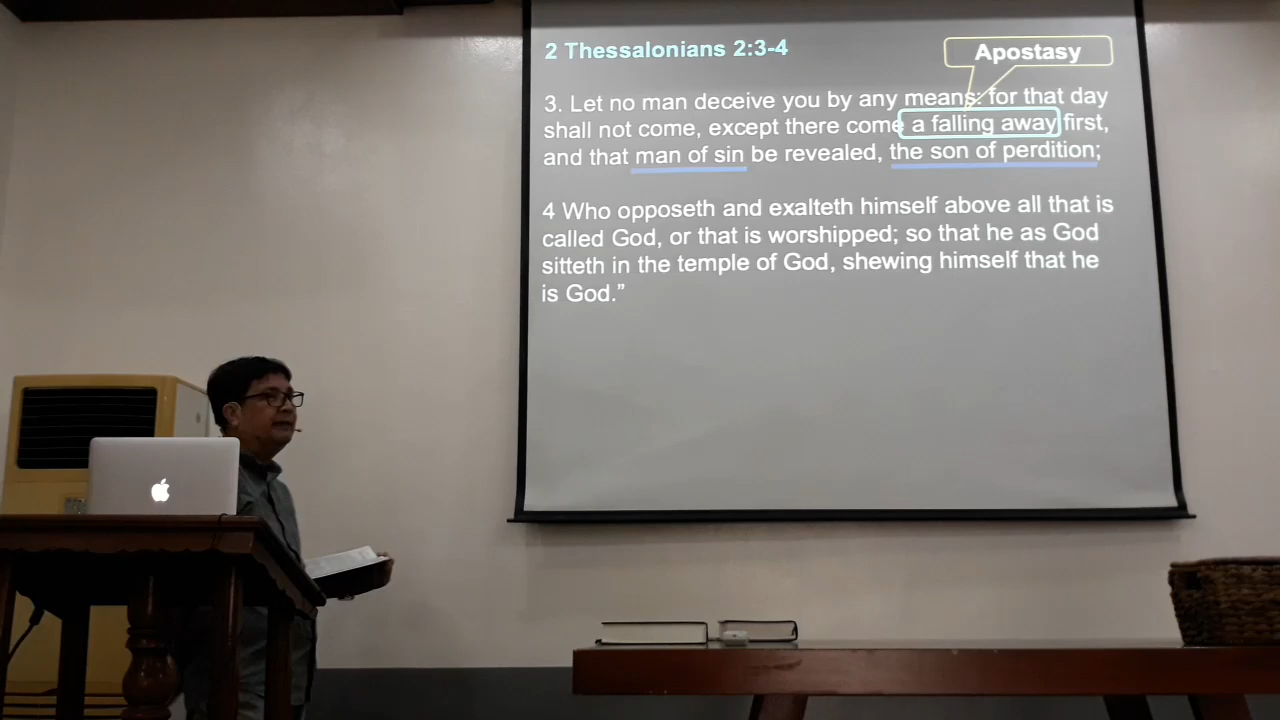 2 Thessalonians 2:3-4
Apostasy
3. Let no man deceive you by any means: for that day
shall not come, except there come a falling away first,
and that man of sin be revealed, the son of perdition;
4 Who opposeth and exalteth himself above all that is
called God, or that is worshipped; so that he as God
sitteth in the temple of God, shewing himself that he
is God.”